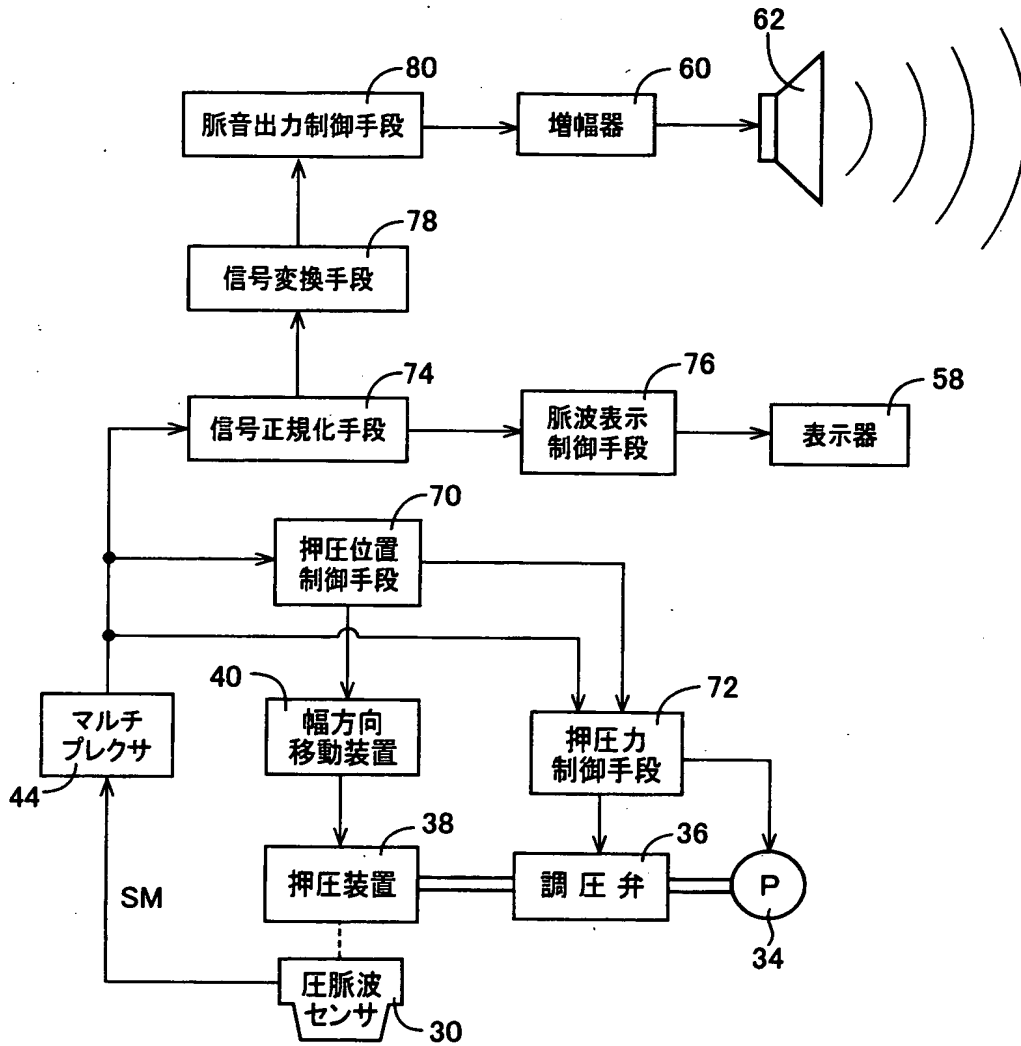 62
80
60
脈音出力制御手段
増幅器
78
信号変換手段
74
76
58
信号正規化手段
脈波表示
制御手段
表示器
70
押圧位置
制御手段
40
72
マルチ
プレクサ
幅方向
移動装置
押圧力
制御手段
44
38
36
押圧装置
調圧弁
P
SM
34
圧脈波
センサ
30